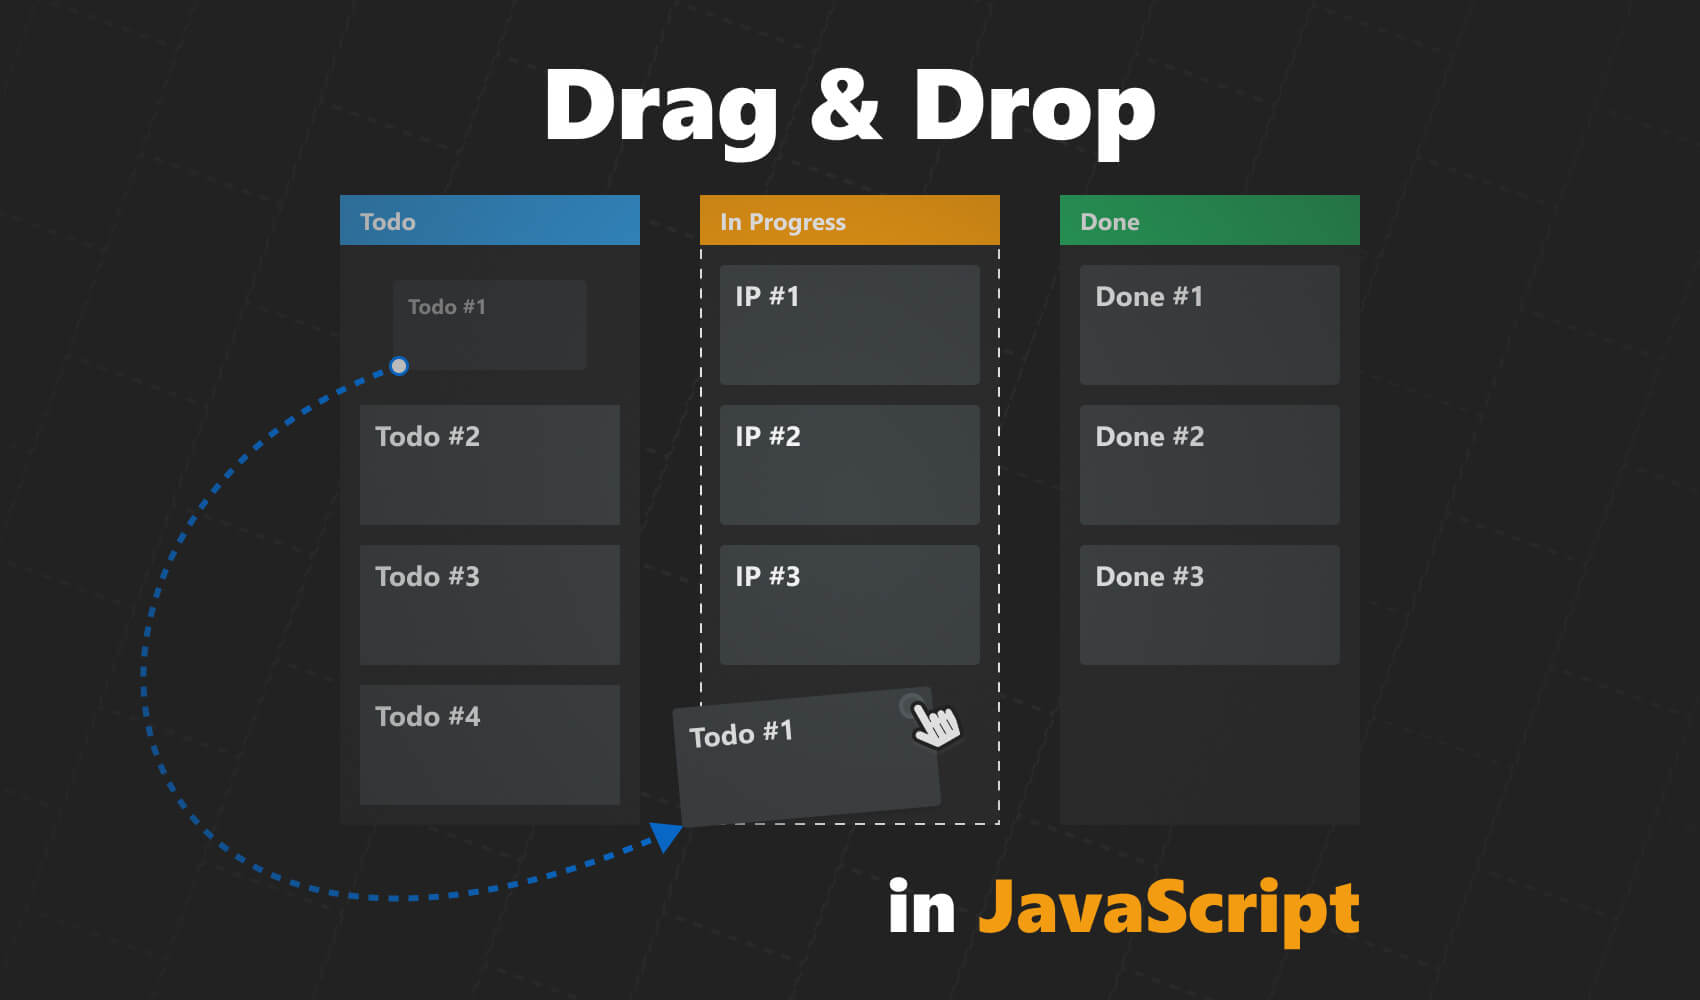 Drag & Drop
Todo
Todo #1
Todo #2
Todo #3
Todo #4
In Progress
IP #1
IP #2
IP #3
Todo #1
Done
Done #1
Done #2
Done #3
in JavaScript